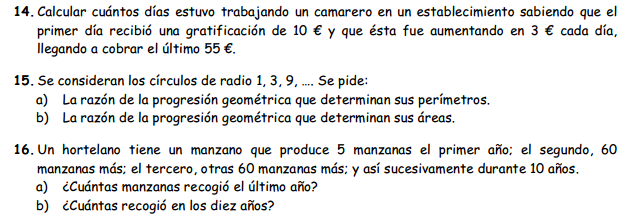 14. Calcular cuántos días estuvo trabajando un camarero en un establecimiento sabiendo que el
primer día recibió una gratificación de 10 € y que ésta fue aumentando en 3 € cada día,
llegando a cobrar el último 55 €.
15. Se consideran los círculos de radio 1, 3, 9, .... Se pide:
a) La razón de la progresión geométrica que determinan sus perímetros.
b) La razón de la progresión geométrica que determinan sus áreas.
16. Un hortelano tiene un manzano que produce 5 manzanas el primer año; el segundo, 60
manzanas más; el tercero, otras 60 manzanas más; y así sucesivamente durante 10 años.
a) ¿Cuántas manzanas recogió el último año?
b) ¿Cuántas recogió en los diez años?